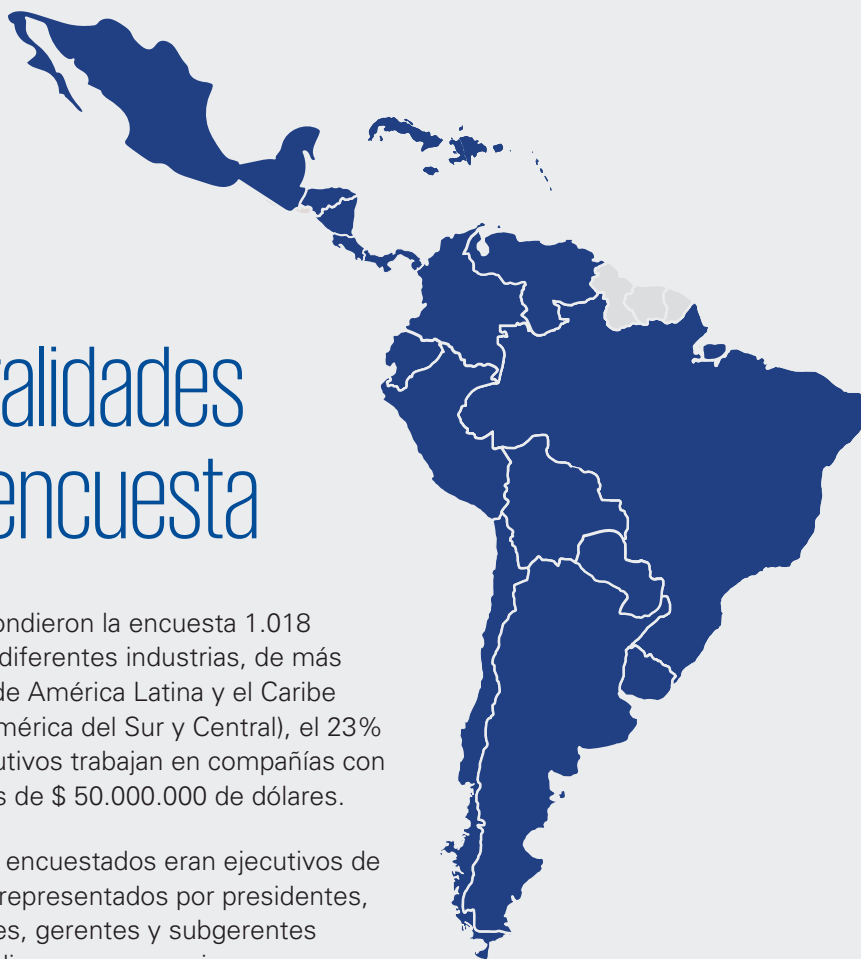 alidades
encuesta
ondieron la encuesta 1.018
diferentes industrias, de más
de América Latina y el Caribe
mérica del Sur y Central), el 23%
utivos trabajan en compañías con
s de $ 50.000.000 de dólares.
encuestados eran ejecutivos de
representados por presidentes,
es, gerentes y subgerentes